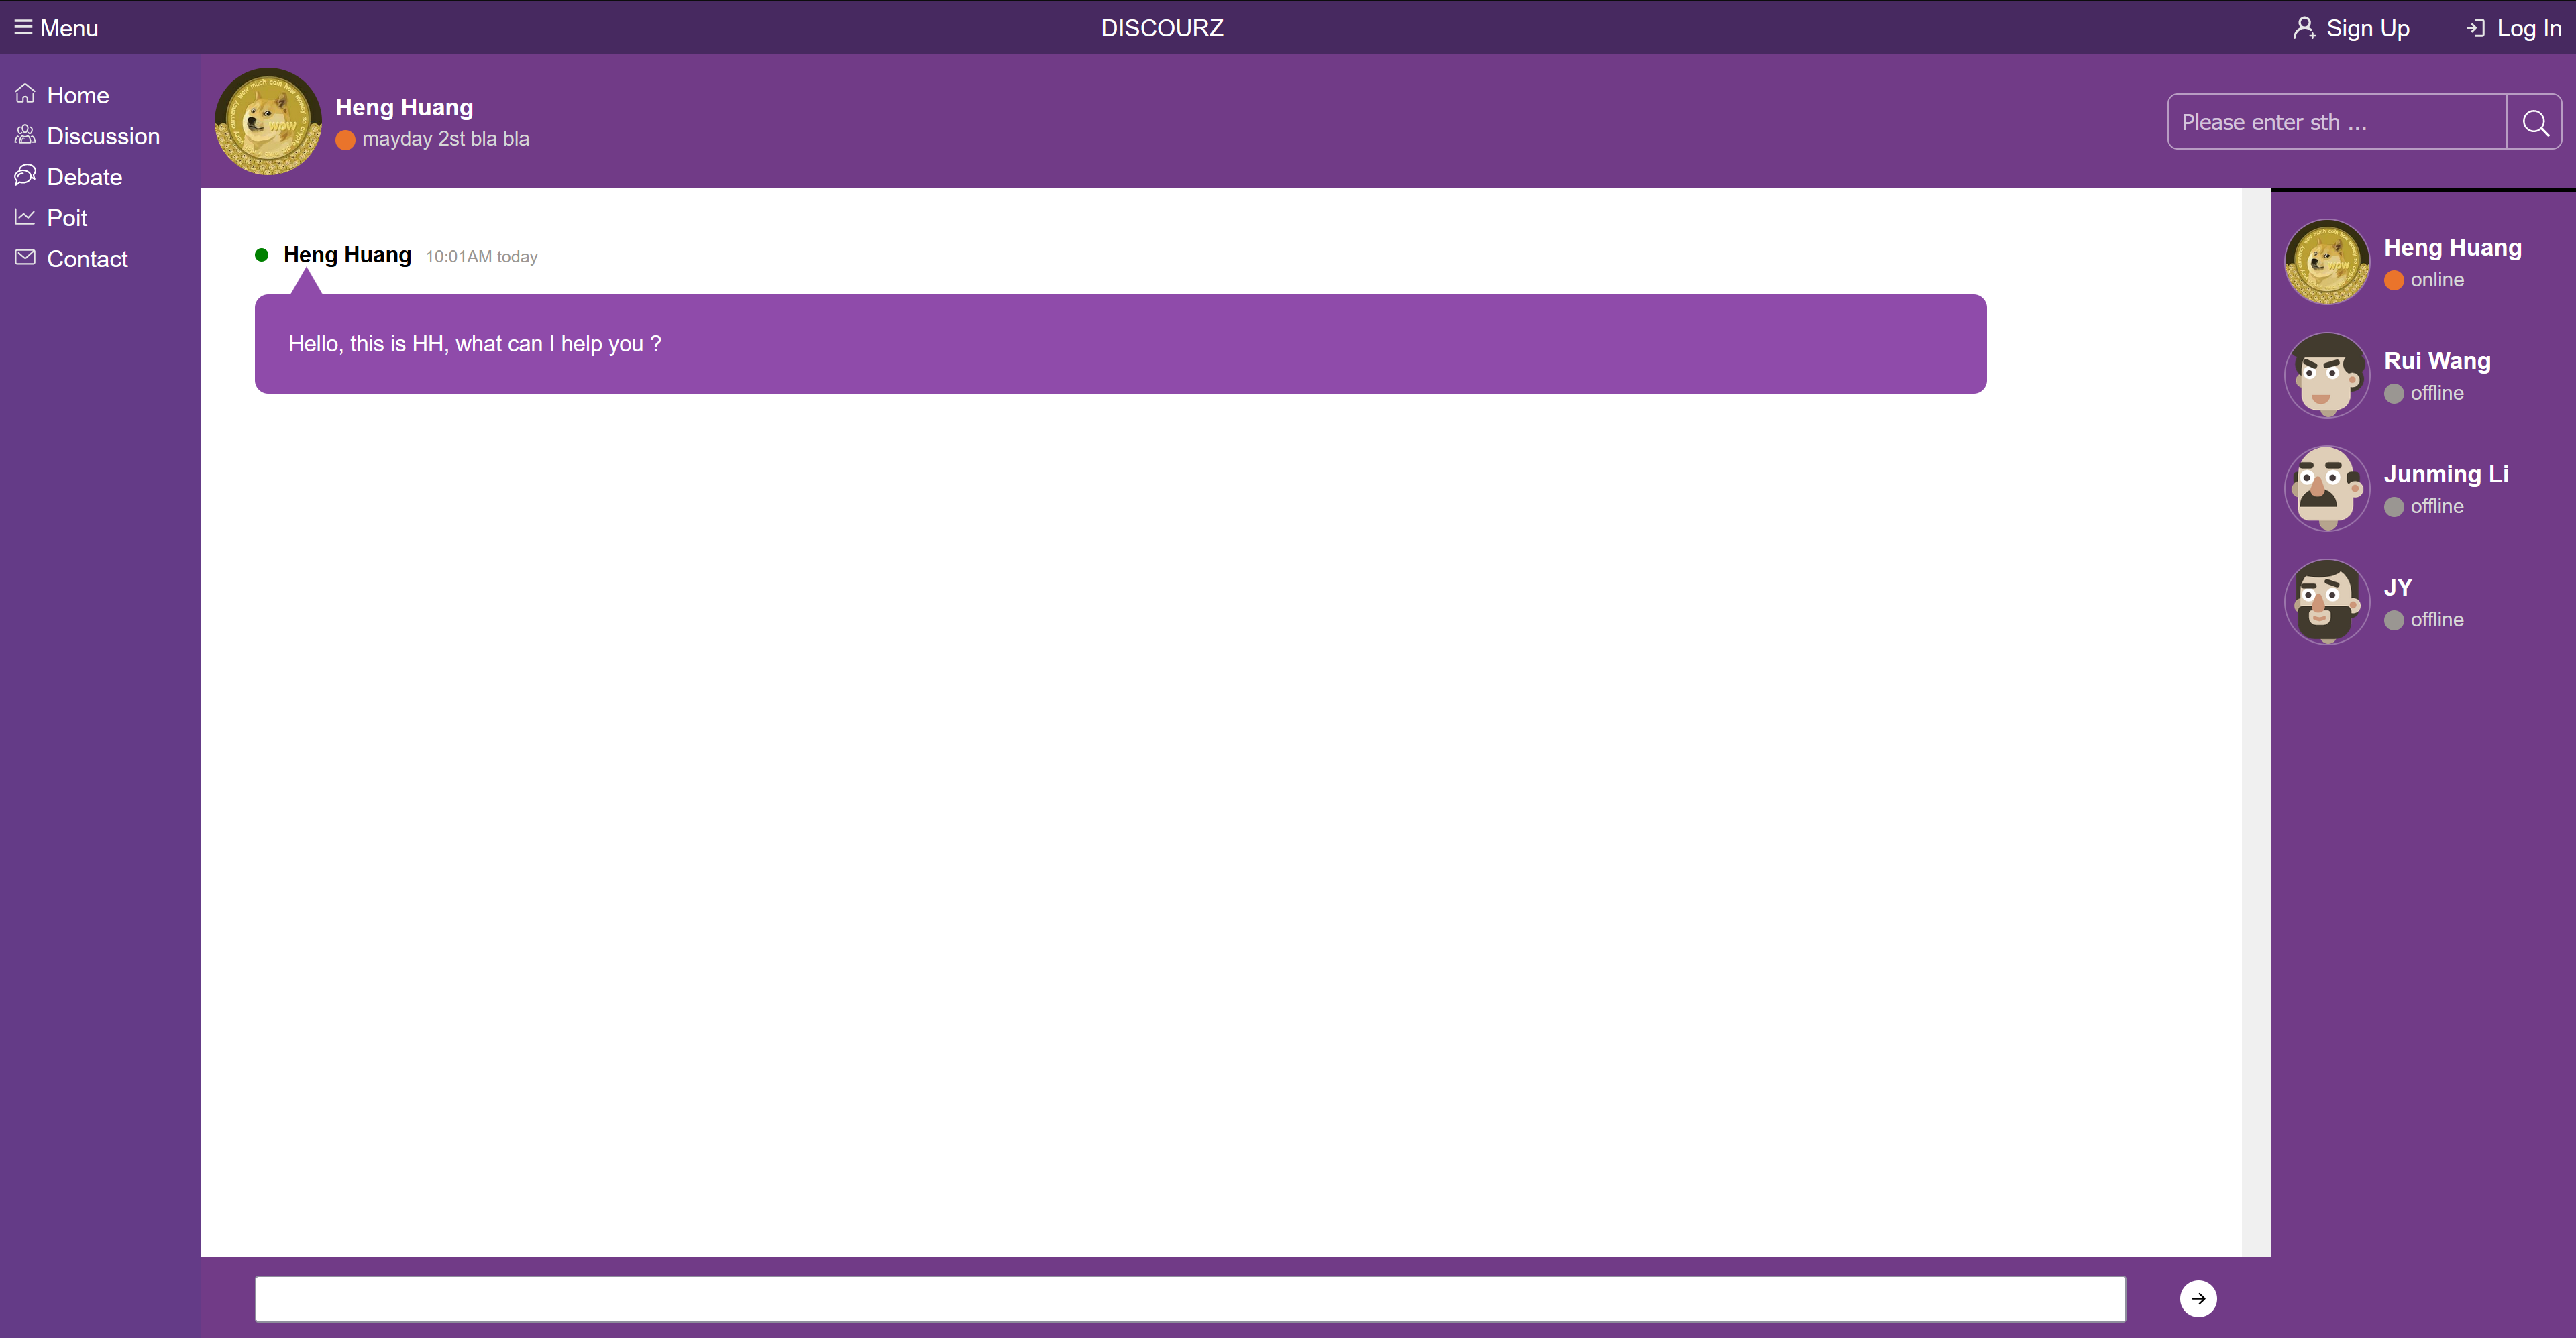 Menu
DISCOURZ
Sign Up
Log In
Home
Discussion
Debate
Poit
Contact
Heng Huang
mayday 2st bla bla
Please enter sth ...
Heng Huang 10:01AM today
Hello, this is HH, what can I help you ?
wow
Heng Huang
online
Rui Wang
offline
Junming Li
offline
JY
offline